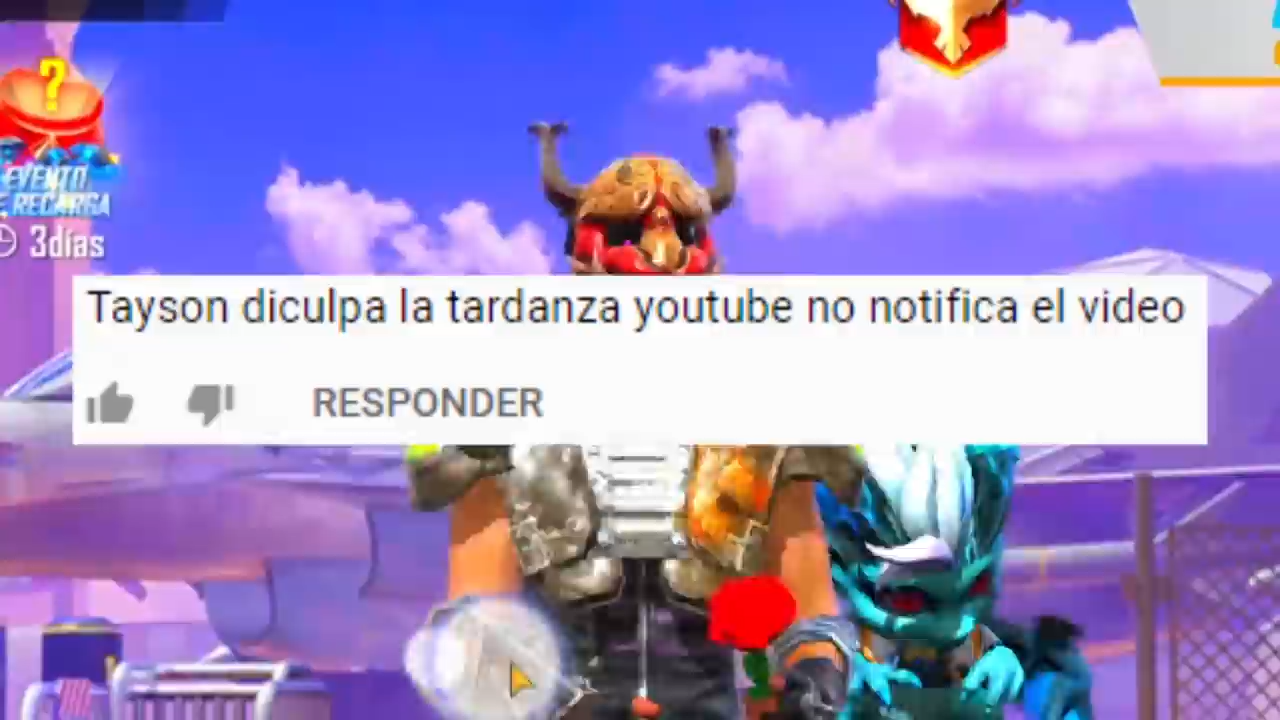 ?
EVENTO
E RECARGA
3días
Tayson diculpa la tardanza youtube no notifica el video
RESPONDER